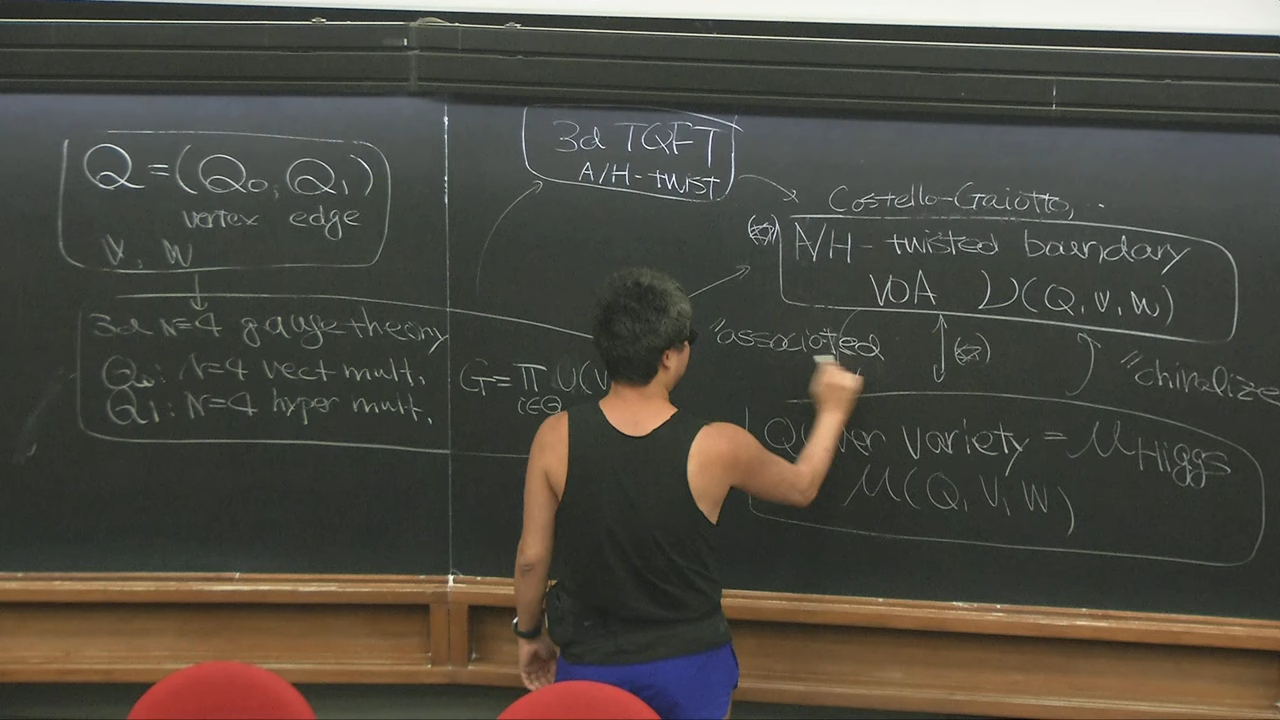 Q = (Q₀, Q₁)
vertex edge
V, W
3d N=4 gauge theory
Q₀: N=4 vect mult.
Q₁: N=4 hyper mult.
G = Π U(V
i∈Q
3d TQFT
A/H-twist
Costello-Gaiotto, ..
A/H-twisted boundary
VOA 𝒱(Q, V, W)
"associated
"chiralize
Quiver variety = M_Higgs
M(Q, V, W)